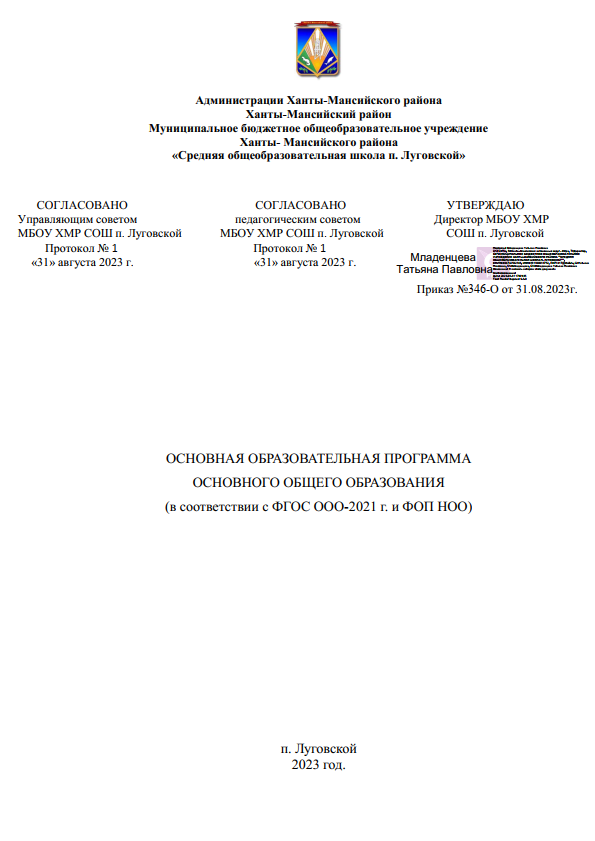 Администрации Ханты-Мансийского района
Ханты-Мансийский район
Муниципальное бюджетное общеобразовательное учреждение
Ханты- Мансийского района
«Средняя общеобразовательная школа п. Луговской»
СОГЛАСОВАНО
Управляющим советом
МБОУ ХМР СОШ п. Луговской
Протокол № 1
«31» августа 2023 г.
СОГЛАСОВАНО
педагогическим советом
МБОУ ХМР СОШ п. Луговской
Протокол № 1
«31» августа 2023 г.
УТВЕРЖДАЮ
Директор МБОУ ХМР
СОШ п. Луговской
Младенцева
Татьяна Павловна
Приказ №346-О от 31.08.2023г.
ОСНОВНАЯ ОБРАЗОВАТЕЛЬНАЯ ПРОГРАММА
ОСНОВНОГО ОБЩЕГО ОБРАЗОВАНИЯ
(в соответствии с ФГОС ООО-2021 г. и ФОП НОО)
п. Луговской
2023 год.